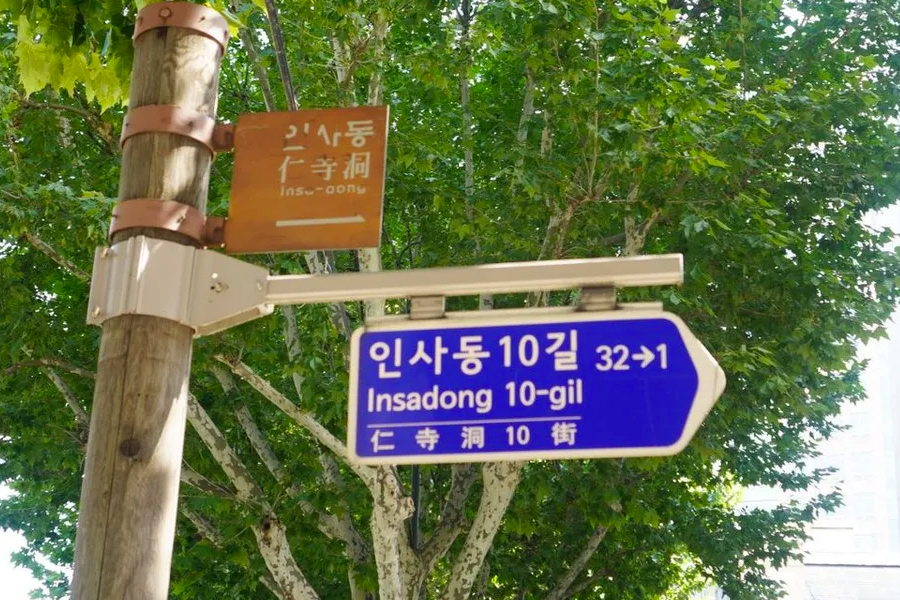 인사동
仁寺洞
Insa-dong
인사동10길 32→1
Insadong 10-gil
仁寺洞 10 街